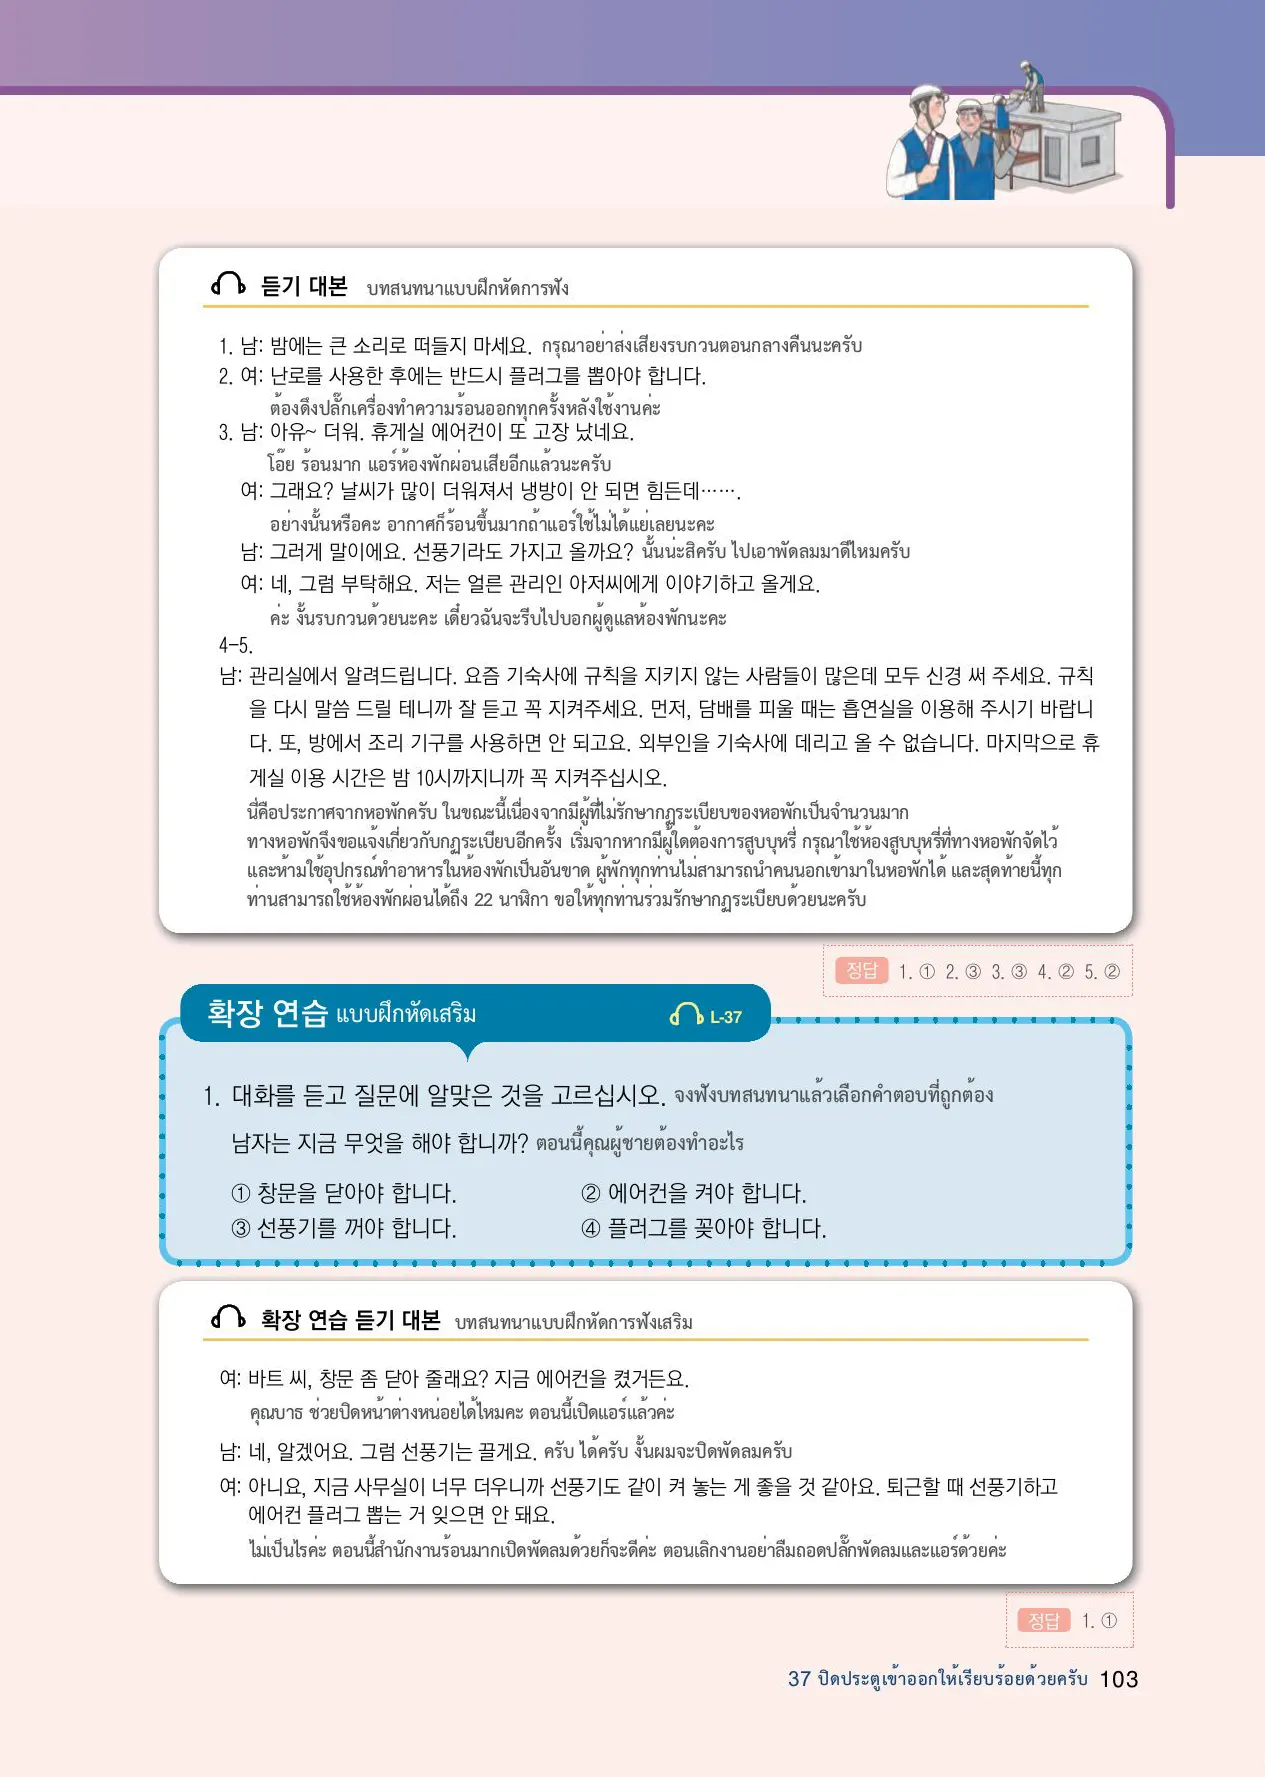 듣기 대본 บทสนทนาแบบฝึกหัดการฟัง
1. 남: 밤에는 큰 소리로 떠들지 마세요. กรุณาอย่าส่งเสียงรบกวนตอนกลางคืนนะครับ
2. 여: 난로를 사용한 후에는 반드시 플러그를 뽑아야 합니다.
ต้องดึงปลั๊กเครื่องทำความร้อนออกทุกครั้งหลังใช้งานค่ะ
3. 남: 아유~ 더워. 휴게실 에어컨이 또 고장 났네요.
โอ๊ย ร้อนมาก แอร์ห้องพักผ่อนเสียอีกแล้วนะครับ
여: 그래요? 날씨가 많이 더워져서 냉방이 안 되면 힘든데…….
อย่างนั้นหรือคะ อากาศก็ร้อนขึ้นมากถ้าแอร์ใช้ไม่ได้แย่เลยนะคะ
남: 그러게 말이에요. 선풍기라도 가지고 올까요? นั้นน่ะสิครับ ไปเอาพัดลมมาดีไหมครับ
여: 네, 그럼 부탁해요. 저는 얼른 관리인 아저씨에게 이야기하고 올게요.
ค่ะ งั้นรบกวนด้วยนะคะ เดี๋ยวฉันจะรีบไปบอกผู้ดูแลห้องพักนะคะ
4-5.
남: 관리실에서 알려드립니다. 요즘 기숙사에 규칙을 지키지 않는 사람들이 많은데 모두 신경 써 주세요. 규칙
을 다시 말씀 드릴 테니까 잘 듣고 꼭 지켜주세요. 먼저, 담배를 피울 때는 흡연실을 이용해 주시기 바랍니
다. 또, 방에서 조리 기구를 사용하면 안 되고요. 외부인을 기숙사에 데리고 올 수 없습니다. 마지막으로 휴
게실 이용 시간은 밤 10시까지니까 꼭 지켜주십시오.
นี่คือประกาศจากหอพักครับ ในขณะนี้เนื่องจากมีผู้ที่ไม่รักษากฎระเบียบของหอพักเป็นจำนวนมาก
ทางหอพักจึงขอแจ้งเกี่ยวกับกฎระเบียบอีกครั้ง เริ่มจากหากมีผู้ใดต้องการสูบบุหรี่ กรุณาใช้ห้องสูบบุหรี่ที่ทางหอพักจัดไว้
และห้ามใช้อุปกรณ์ทำอาหารในห้องพักเป็นอันขาด ผู้พักทุกท่านไม่สามารถนำคนนอกเข้ามาในหอพักได้ และสุดท้ายนี้ทุก
ท่านสามารถใช้ห้องพักผ่อนได้ถึง 22 นาฬิกา ขอให้ทุกท่านร่วมรักษากฎระเบียบด้วยนะครับ
정답 1. ① 2. ③ 3. ③ 4. ② 5. ②
확장 연습 แบบฝึกหัดเสริม L-37
1. 대화를 듣고 질문에 알맞은 것을 고르십시오. จงฟังบทสนทนาแล้วเลือกคำตอบที่ถูกต้อง
남자는 지금 무엇을 해야 합니까? ตอนนี้คุณผู้ชายต้องทำอะไร
① 창문을 닫아야 합니다. ② 에어컨을 켜야 합니다.
③ 선풍기를 꺼야 합니다. ④ 플러그를 꽂아야 합니다.
확장 연습 듣기 대본 บทสนทนาแบบฝึกหัดการฟังเสริม
여: 바트 씨, 창문 좀 닫아 줄래요? 지금 에어컨을 켰거든요.
คุณบาธ ช่วยปิดหน้าต่างหน่อยได้ไหมคะ ตอนนี้เปิดแอร์แล้วค่ะ
남: 네, 알겠어요. 그럼 선풍기는 끌게요. ครับ ได้ครับ งั้นผมจะปิดพัดลมครับ
여: 아니요, 지금 사무실이 너무 더우니까 선풍기도 같이 켜 놓는 게 좋을 것 같아요. 퇴근할 때 선풍기하고
에어컨 플러그 뽑는 거 잊으면 안 돼요.
ไม่เป็นไรค่ะ ตอนนี้สำนักงานร้อนมากเปิดพัดลมด้วยก็จะดีค่ะ ตอนเลิกงานอย่าลืมถอดปลั๊กพัดลมและแอร์ด้วยค่ะ
정답 1. ①
37 ปิดประตูเข้าออกให้เรียบร้อยด้วยครับ 103